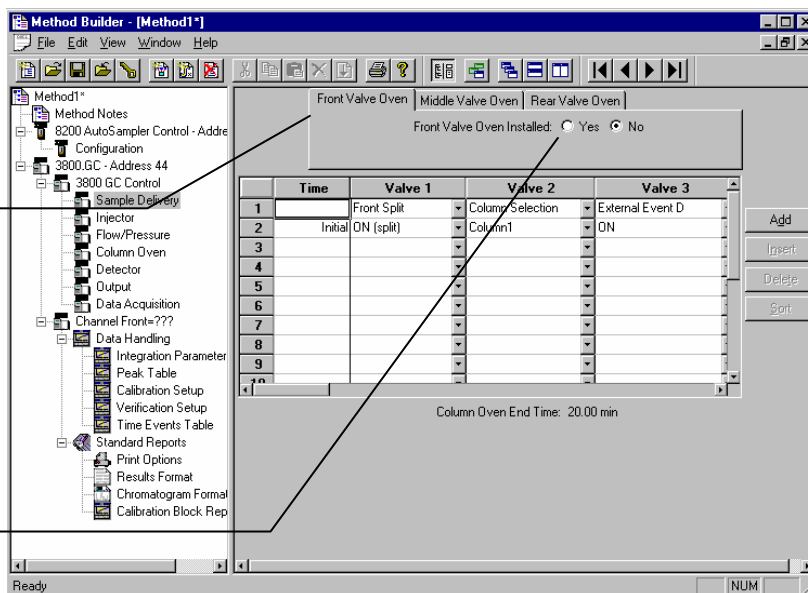 Method Builder - [Method1*]
File Edit View Window Help
Method1*
Method Notes
8200 AutoSampler Control - Addre
Configuration
3800.GC - Address 44
3800 GC Control
Sample Delivery
Injector
Flow/Pressure
Column Oven
Detector
Output
Data Acquisition
Channel Front=???
Data Handling
Integration Parameter
Peak Table
Calibration Setup
Verification Setup
Time Events Table
Standard Reports
Print Options
Results Format
Chromatogram Format
Calibration Block Rep
Front Valve Oven Middle Valve Oven Rear Valve Oven
Front Valve Oven Installed: Yes No
Time Valve 1 Valve 2 Valve 3
1 Front Split Column Selection External Event D
2 Initial ON (split) Column1 ON
3
4
5
6
7
8
9
10
Add
Insert
Delete
Sort
Column Oven End Time: 20.00 min
Ready NUM